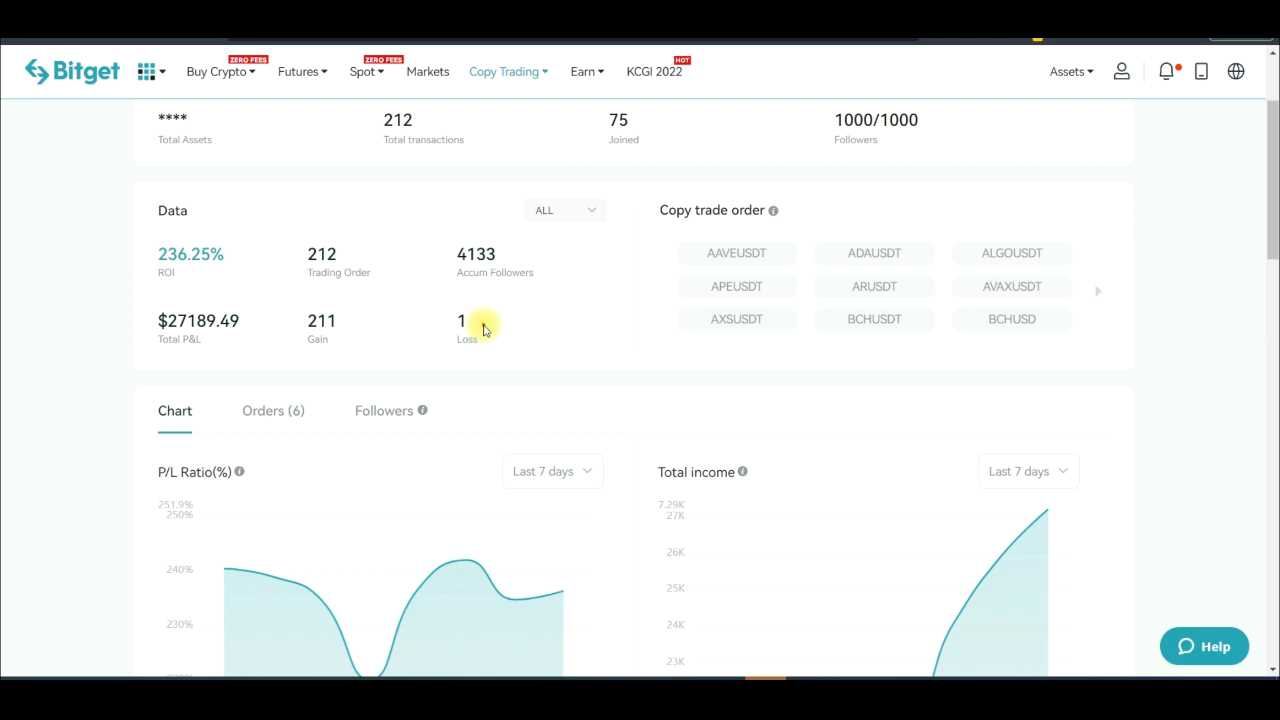 Bitget
ZERO FEES
Buy Crypto
Futures
ZERO FEES
Spot
Markets
Copy Trading
Earn
HOT
KCGI 2022
Assets
****
Total Assets
212
Total transactions
75
Joined
1000/1000
Followers
Data
ALL
236.25%
ROI
212
Trading Order
4133
Accum Followers
$27189.49
Total P&L
211
Gain
1
Loss
Copy trade order
AAVEUSDT
ADAUSDT
ALGOUSDT
APEUSDT
ARUSDT
AVAXUSDT
AXSUSDT
BCHUSDT
BCHUSD
Chart
Orders (6)
Followers
P/L Ratio(%)
Last 7 days
251.9%
250%
240%
230%
Total income
Last 7 days
7.29K
27K
26K
25K
24K
23K
Help